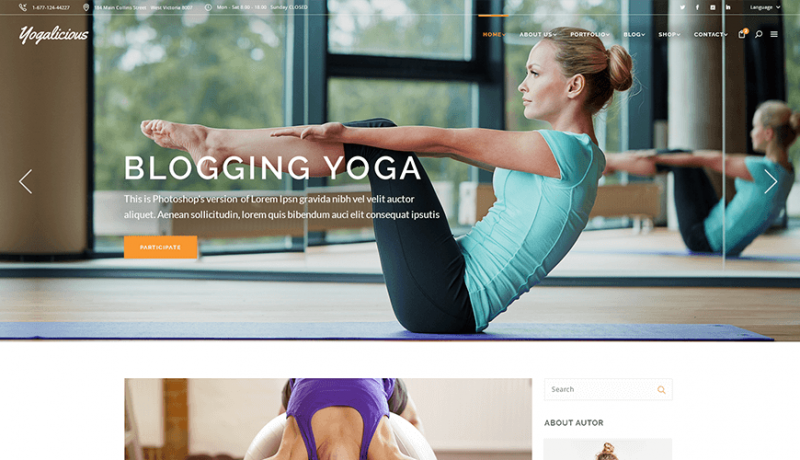 1-677-124-44227
184 Main Collins Street West Victoria 8007
Mon - Sat 8:00 - 18:00 Sunday CLOSED
Language
Yogalicious
HOME
ABOUT US
PORTFOLIO
BLOG
SHOP
CONTACT
BLOGGING YOGA
This is Photoshop's version of Lorem Ipsn gravida nibh vel velit auctor
aliquet. Aenean sollicitudin, lorem quis bibendum auci elit consequat ipsutis
PARTICIPATE
Search
ABOUT AUTOR